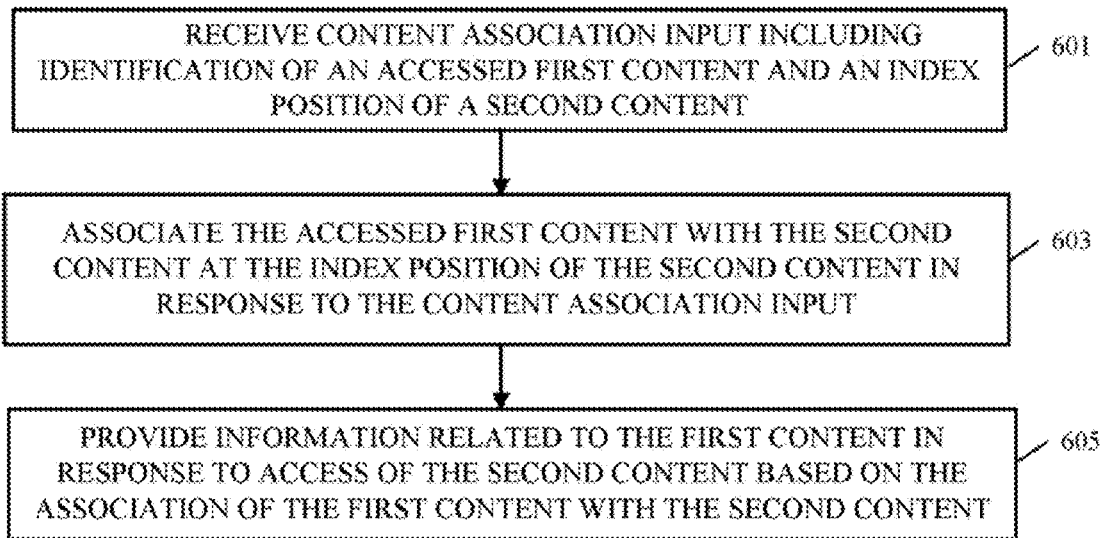 RECEIVE CONTENT ASSOCIATION INPUT INCLUDING
IDENTIFICATION OF AN ACCESSED FIRST CONTENT AND AN INDEX
POSITION OF A SECOND CONTENT
601
ASSOCIATE THE ACCESSED FIRST CONTENT WITH THE SECOND
CONTENT AT THE INDEX POSITION OF THE SECOND CONTENT IN
RESPONSE TO THE CONTENT ASSOCIATION INPUT
603
PROVIDE INFORMATION RELATED TO THE FIRST CONTENT IN
RESPONSE TO ACCESS OF THE SECOND CONTENT BASED ON THE
ASSOCIATION OF THE FIRST CONTENT WITH THE SECOND CONTENT
605